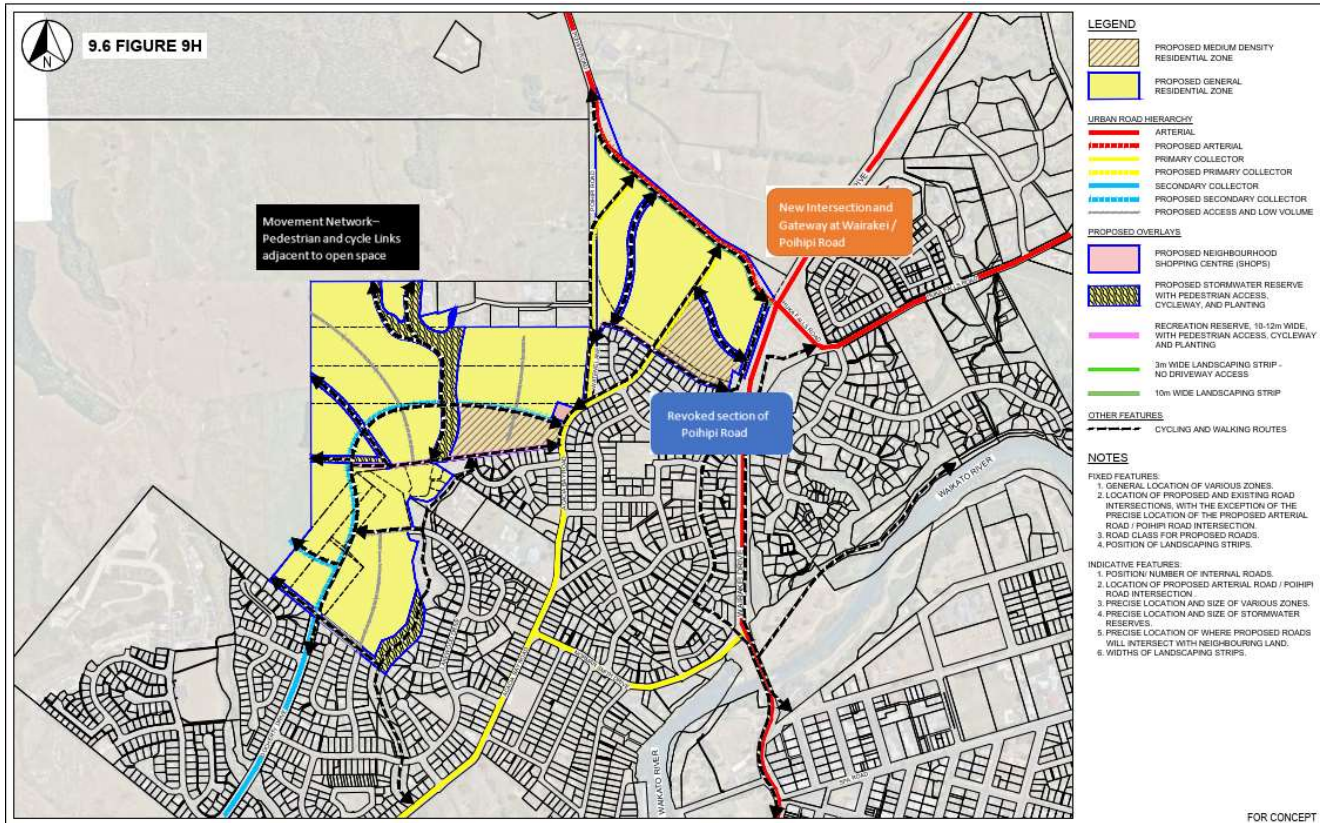 9.6 FIGURE 9H
N
Movement Network–
Pedestrian and cycle Links
adjacent to open space
New Intersection and
Gateway at Wairakei /
Poihipi Road
Revoked section of
Poihipi Road
POIHIPI ROAD
WAIRAKEI DRIVE
WAIKATO RIVER
WAIKATO RIVER
SPA ROAD
LEGEND
PROPOSED MEDIUM DENSITY
RESIDENTIAL ZONE
PROPOSED GENERAL
RESIDENTIAL ZONE
URBAN ROAD HIERARCHY
ARTERIAL
PROPOSED ARTERIAL
PRIMARY COLLECTOR
PROPOSED PRIMARY COLLECTOR
SECONDARY COLLECTOR
PROPOSED SECONDARY COLLECTOR
PROPOSED ACCESS AND LOW VOLUME
PROPOSED OVERLAYS
PROPOSED NEIGHBOURHOOD
SHOPPING CENTRE (SHOPS)
PROPOSED STORMWATER RESERVE
WITH PEDESTRIAN ACCESS,
CYCLEWAY, AND PLANTING
RECREATION RESERVE, 10-12m WIDE,
WITH PEDESTRIAN ACCESS, CYCLEWAY
AND PLANTING
3m WIDE LANDSCAPING STRIP -
NO DRIVEWAY ACCESS
10m WIDE LANDSCAPING STRIP
OTHER FEATURES
CYCLING AND WALKING ROUTES
NOTES
FIXED FEATURES:
1. GENERAL LOCATION OF VARIOUS ZONES.
2. LOCATION OF PROPOSED AND EXISTING ROAD
INTERSECTIONS, WITH THE EXCEPTION OF THE
PRECISE LOCATION OF THE PROPOSED ARTERIAL
ROAD / POIHIPI ROAD INTERSECTION.
3. ROAD CLASS FOR PROPOSED ROADS.
4. POSITION OF LANDSCAPING STRIPS.
INDICATIVE FEATURES:
1. POSITION/ NUMBER OF INTERNAL ROADS.
2. LOCATION OF PROPOSED ARTERIAL ROAD / POIHIPI
ROAD INTERSECTION .
3. PRECISE LOCATION AND SIZE OF VARIOUS ZONES.
4. PRECISE LOCATION AND SIZE OF STORMWATER
RESERVES.
5. PRECISE LOCATION OF WHERE PROPOSED ROADS
WILL INTERSECT WITH NEIGHBOURING LAND.
6. WIDTHS OF LANDSCAPING STRIPS.
FOR CONCEPT